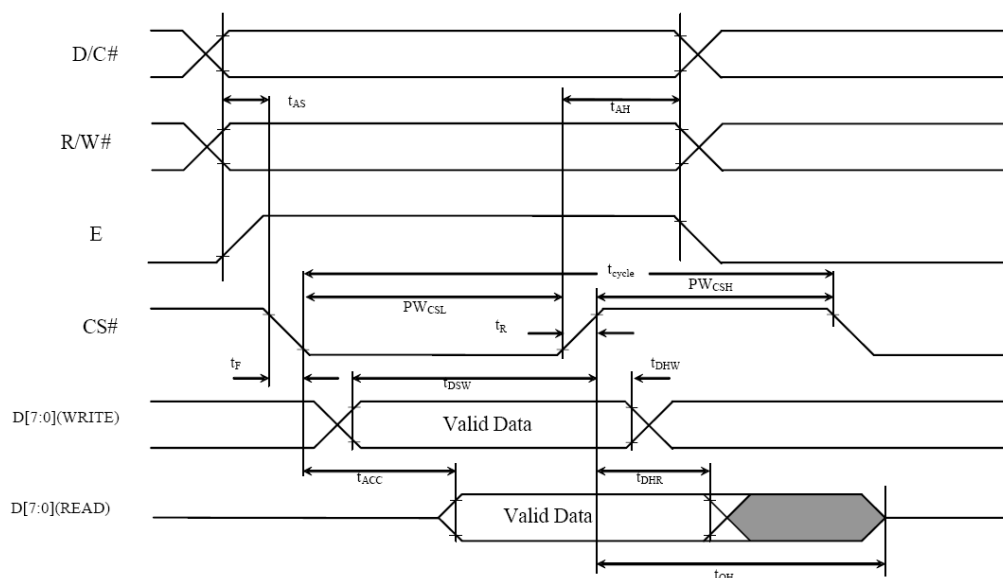 D/C#
tAS
tAH
R/W#
E
tcycle
PWCSL
PWCSH
CS#
tR
tF
tDSW
tDHW
D[7:0](WRITE)
Valid Data
tACC
tDHR
D[7:0](READ)
Valid Data
tOH